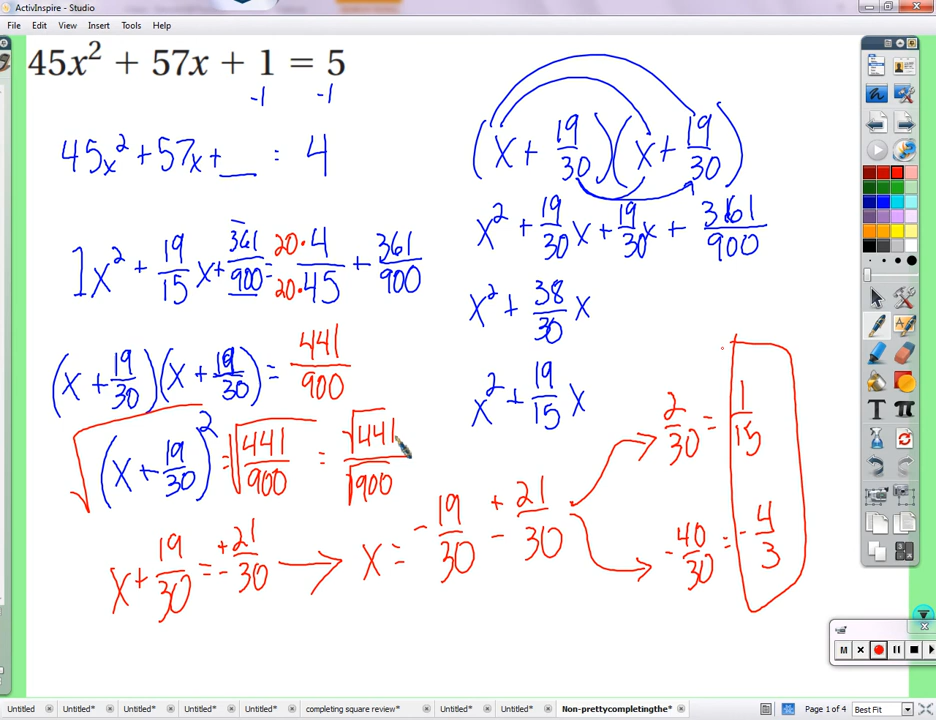 ActivInspire - Studio
File Edit View Insert Tools
45x² + 57x + 1 = 5
-1 -1
45x² + 57x + __ = 4
1x² + 19/15 x + 361/900 = 20·4/20·45 + 361/900
(x + 19/30)(x + 19/30) = 441/900
√(x + 19/30)² = √441/900 = √441/√900
x + 19/30 = ± 21/30 → x = - 19/30 ± 21/30
(x + 19/30)(x + 19/30)
x² + 19/30 x + 19/30 x + 361/900
x² + 38/30 x
x² + 19/15 x
2/30 = 1/15
- 40/30 = - 4/3
M
Untitled Untitled* Untitled* Untitled* Untitled* completing square review* Untitled* Untitled* Non-prettycompletingthe* Page 1 of 4 Best Fit